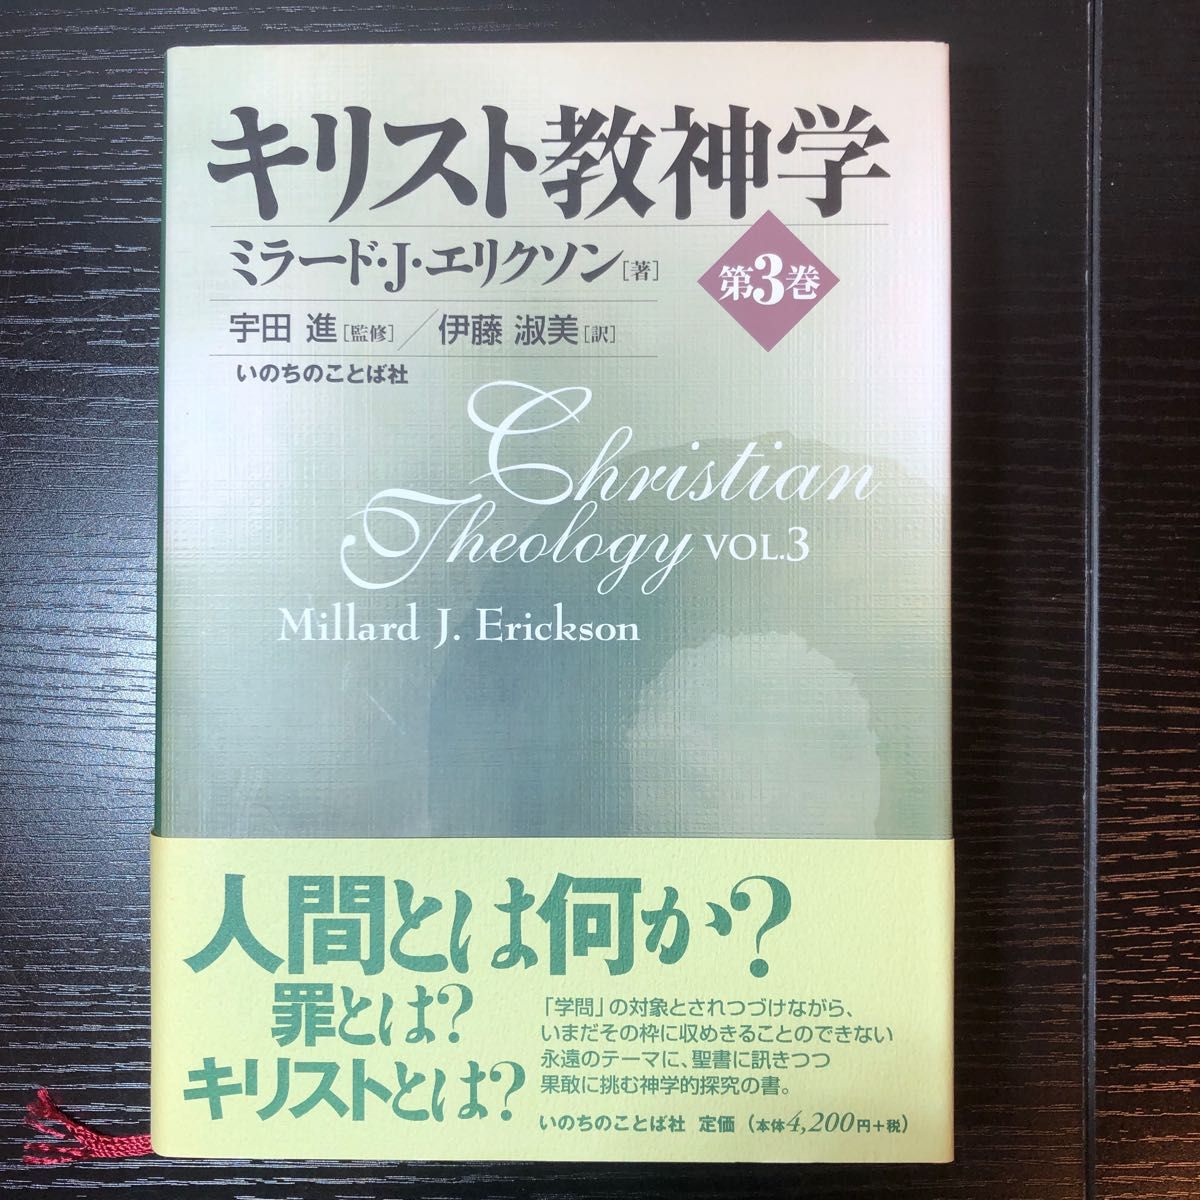 キリスト教神学
ミラード・J・エリクソン[著]
第3巻
宇田 進[監修]／伊藤 淑美[訳]
いのちのことば社
Christian
Theology VOL.3
Millard J. Erickson
人間とは何か?
罪とは?
キリストとは?
「学問」の対象とされつづけながら、
いまだその枠に収めきることのできない
永遠のテーマに、聖書に訊きつつ
果敢に挑む神学的探究の書。
いのちのことば社 定価（本体4,200円+税）